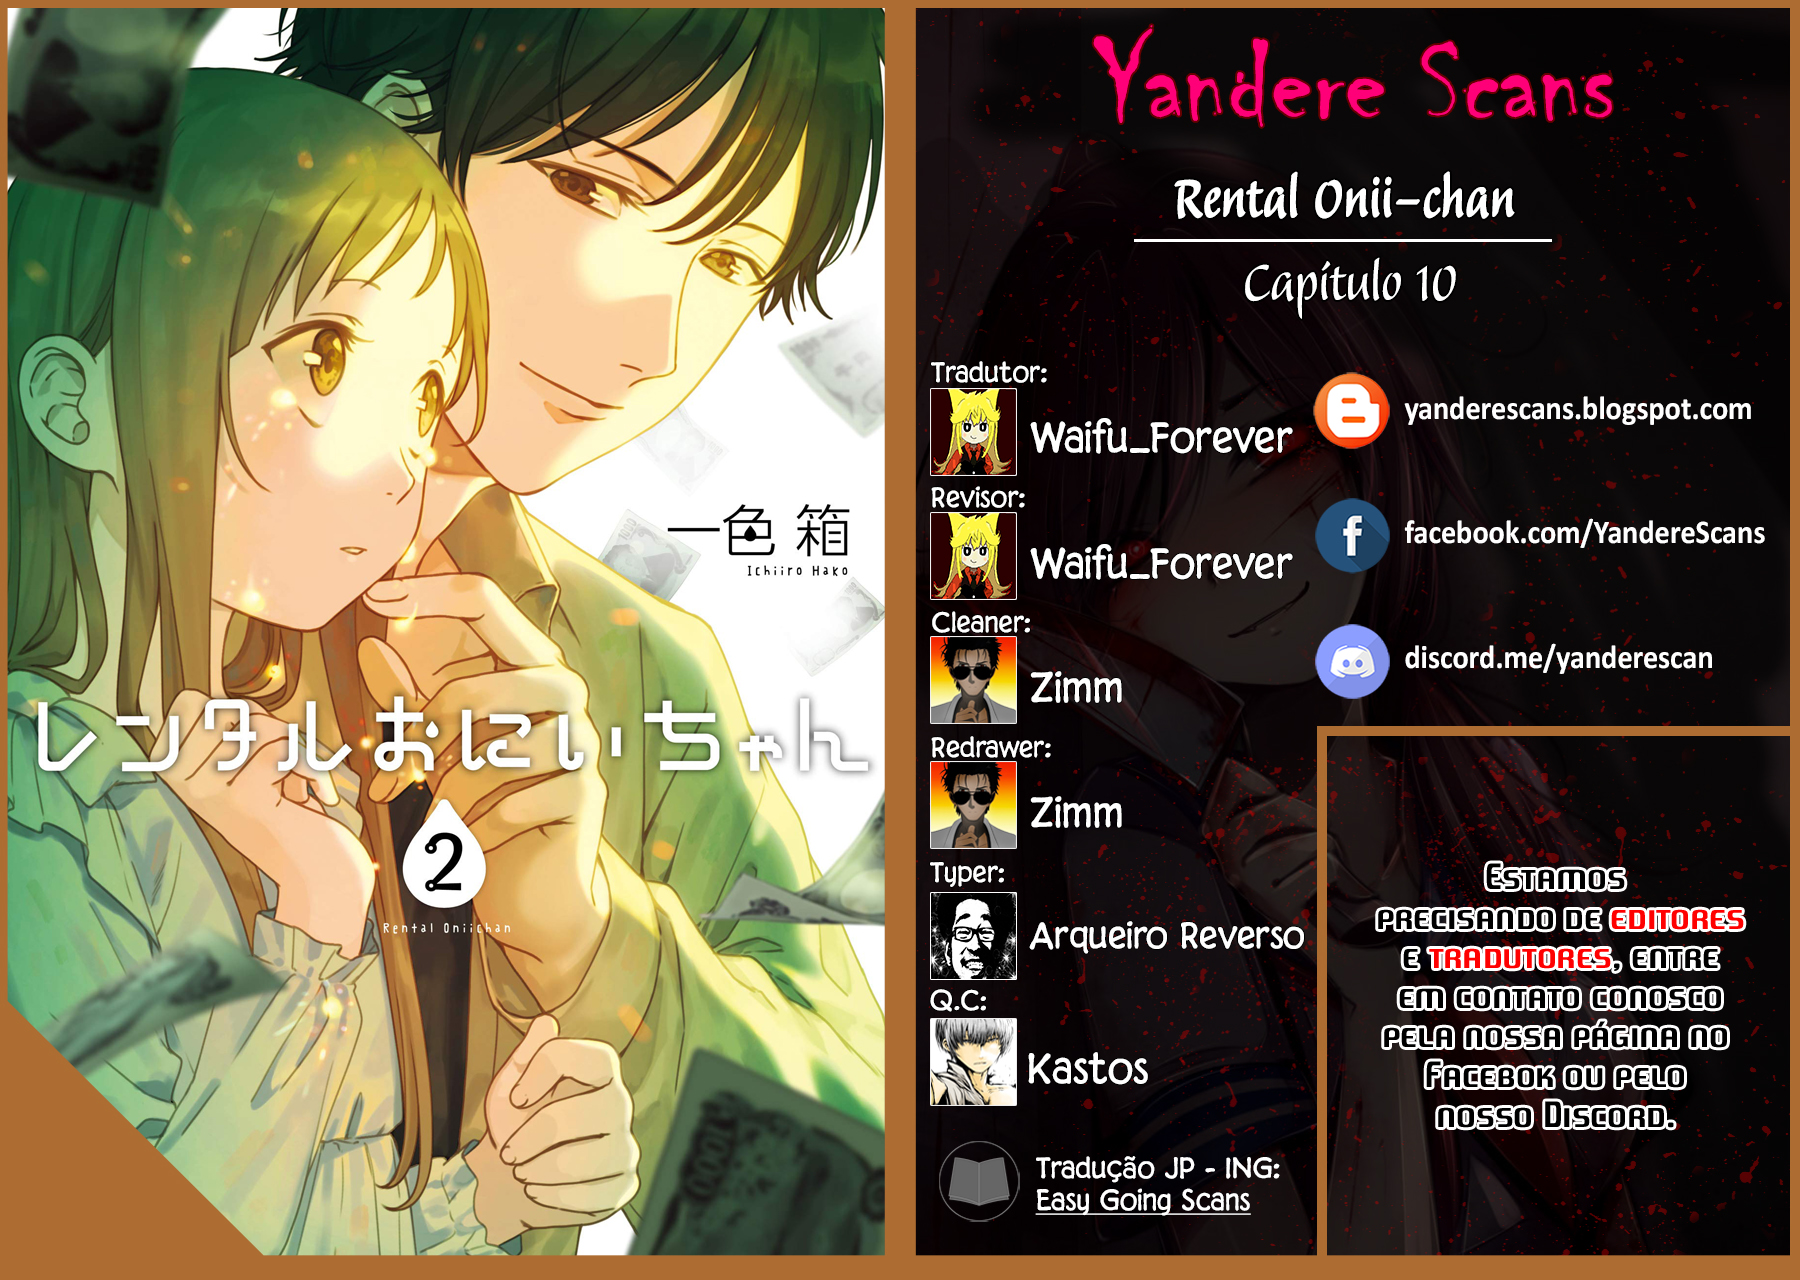 一色 箱
Ichiiro Hako
レンタルおにいちゃん
2
Rental Oniichan
Yandere Scans
Rental Onii-chan
Capítulo 10
Tradutor:
Waifu_Forever
Revisor:
Waifu_Forever
Cleaner:
Zimm
Redrawer:
Zimm
Typer:
Arqueiro Reverso
Q.C:
Kastos
Tradução JP - ING:
Easy Going Scans
yanderescans.blogspot.com
facebook.com/YandereScans
discord.me/yanderescan
Estamos
precisando de editores
e tradutores, entre
em contato conosco
pela nossa página no
Facebok ou pelo
nosso Discord.